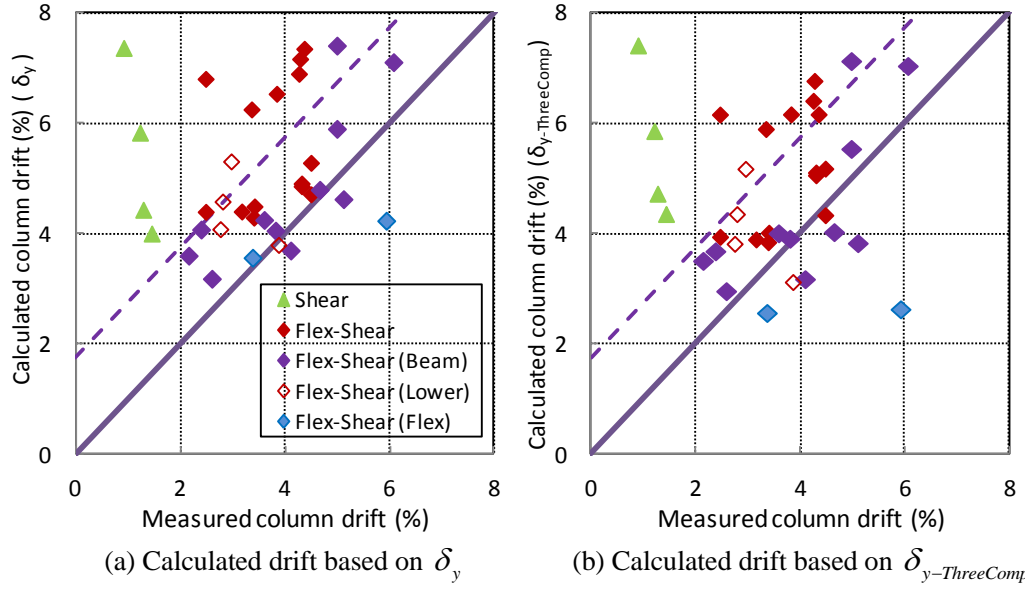 Calculated column drift (%) ( δy)
8
6
4
2
0
0 2 4 6 8
Measured column drift (%)
Shear
Flex-Shear
Flex-Shear (Beam)
Flex-Shear (Lower)
Flex-Shear (Flex)
(a) Calculated drift based on δy
Calculated column drift (%) (δy-ThreeComp)
8
6
4
2
0
0 2 4 6 8
Measured column drift (%)
(b) Calculated drift based on δy−ThreeComp